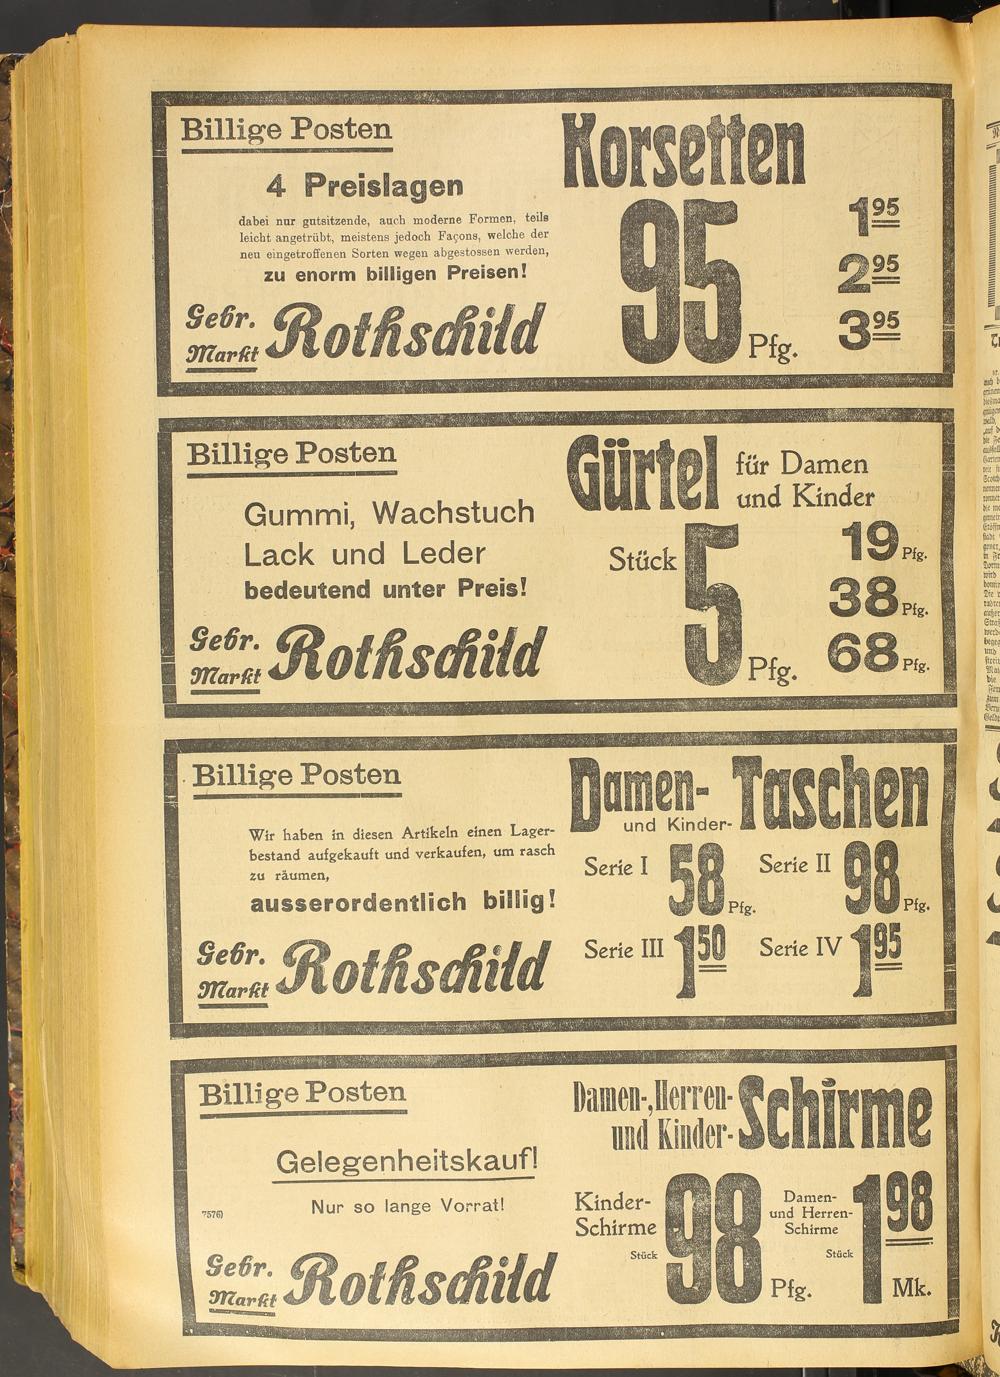 Billige Posten
4 Preislagen
dabei nur gutsitzende, auch moderne Formen, teils
leicht angetrübt, meistens jedoch Façons, welche der
neu eingetroffenen Sorten wegen abgestossen werden,
zu enorm billigen Preisen!
Gebr. Rothschild
Markt
Korsetten
95 Pfg.
1 95
2 95
3 95
Billige Posten
Gummi, Wachstuch
Lack und Leder
bedeutend unter Preis!
Gebr. Rothschild
Markt
Gürtel für Damen
und Kinder
Stück 5 Pfg.
19 Pfg.
38 Pfg.
68 Pfg.
Billige Posten
Wir haben in diesen Artikeln einen Lager-
bestand aufgekauft und verkaufen, um rasch
zu räumen,
ausserordentlich billig!
Gebr. Rothschild
Markt
Damen- Taschen
und Kinder-
Serie I 58 Pfg. Serie II 98 Pfg.
Serie III 1 50 Serie IV 1 95
Billige Posten
Gelegenheitskauf!
Nur so lange Vorrat!
7576)
Gebr. Rothschild
Markt
Damen-, Herren-
und Kinder- Schirme
Kinder-
Schirme
Stück
98 Pfg.
Damen-
und Herren-
Schirme
Stück
1 98
Mk.